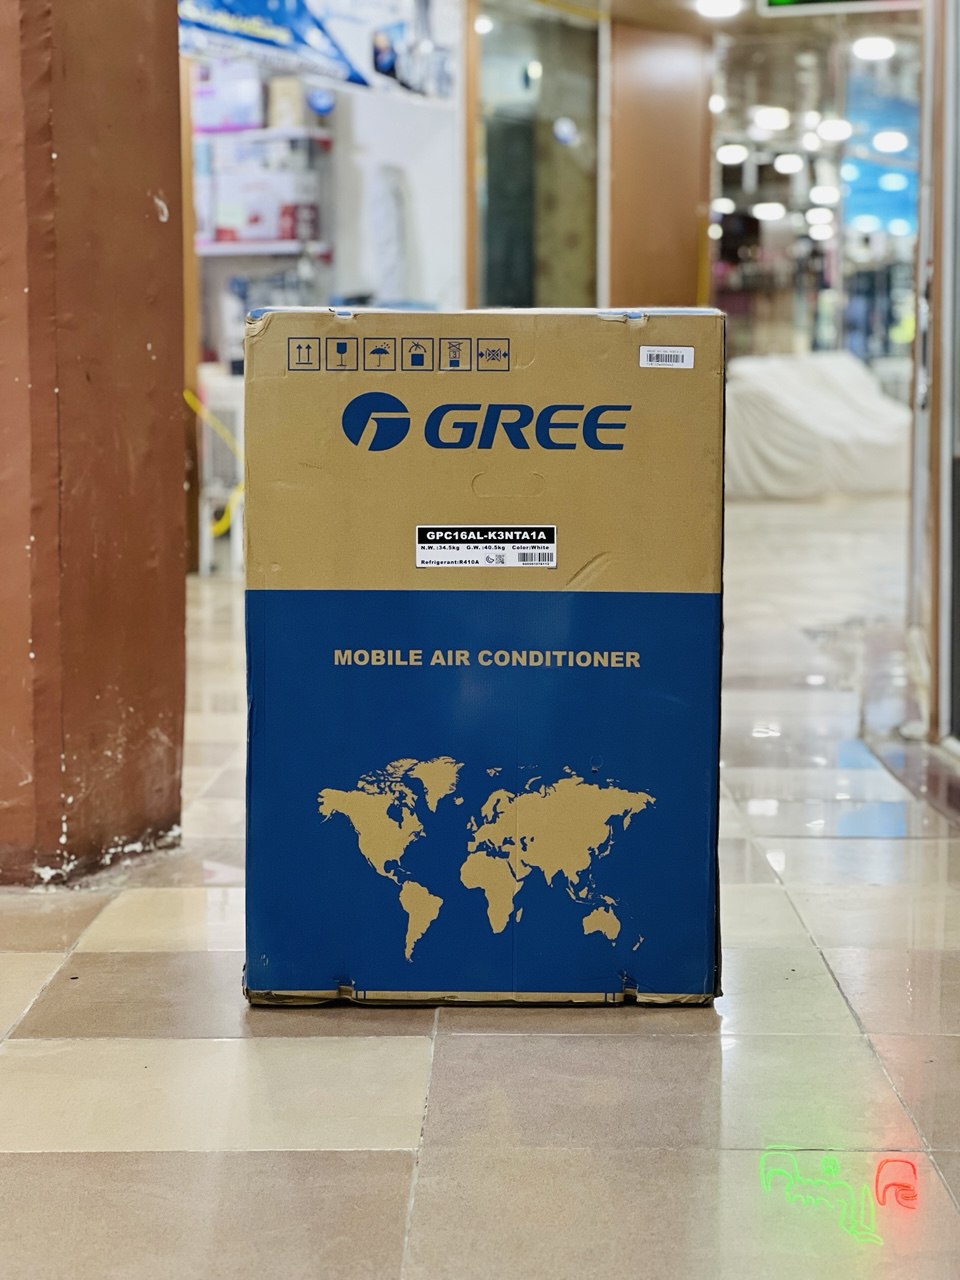 GREE
GPC16AL-K3NTA1A
N.W.:34.5kg G.W.:40.5kg Color:White
Refrigerant:R410A
MOBILE AIR CONDITIONER